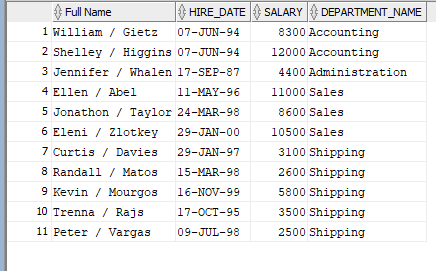 Full Name HIRE_DATE SALARY DEPARTMENT_NAME
1 William / Gietz 07-JUN-94 8300 Accounting
2 Shelley / Higgins 07-JUN-94 12000 Accounting
3 Jennifer / Whalen 17-SEP-87 4400 Administration
4 Ellen / Abel 11-MAY-96 11000 Sales
5 Jonathon / Taylor 24-MAR-98 8600 Sales
6 Eleni / Zlotkey 29-JAN-00 10500 Sales
7 Curtis / Davies 29-JAN-97 3100 Shipping
8 Randall / Matos 15-MAR-98 2600 Shipping
9 Kevin / Mourgos 16-NOV-99 5800 Shipping
10 Trenna / Rajs 17-OCT-95 3500 Shipping
11 Peter / Vargas 09-JUL-98 2500 Shipping